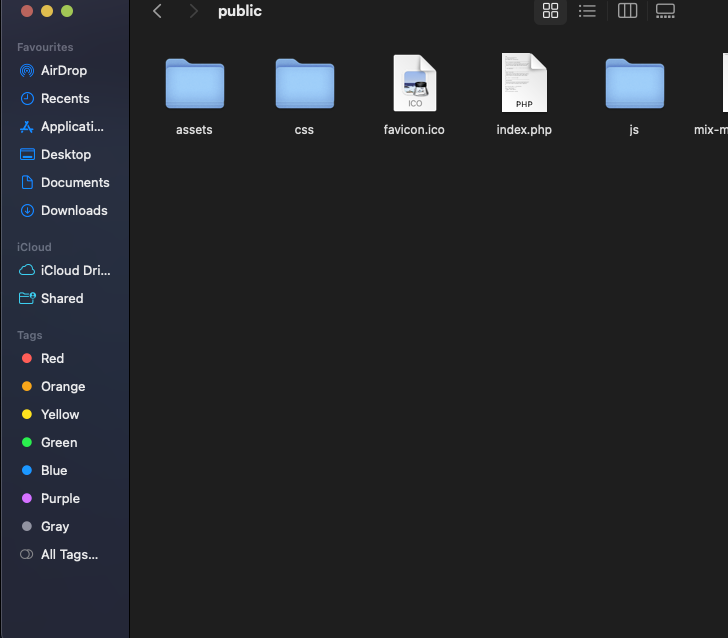 public
Favourites
AirDrop
Recents
Applicati...
Desktop
Documents
Downloads
iCloud
iCloud Dri...
Shared
Tags
Red
Orange
Yellow
Green
Blue
Purple
Gray
All Tags...
ICO
PHP
assets
css
favicon.ico
index.php
js
mix-m